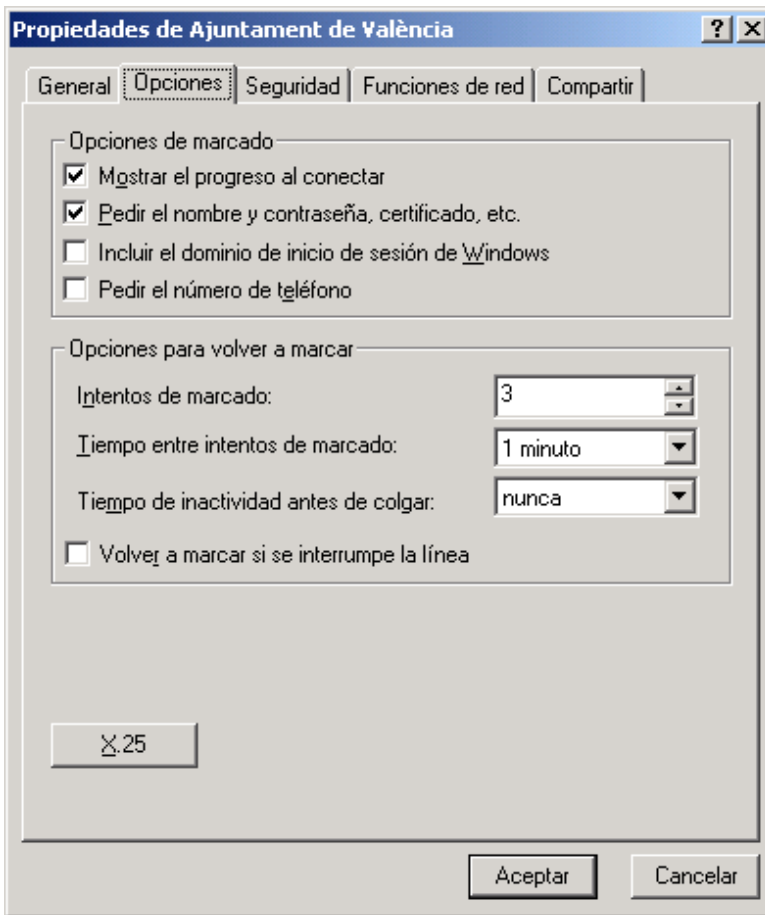 Propiedades de Ajuntament de València
General Opciones Seguridad Funciones de red Compartir
Opciones de marcado
Mostrar el progreso al conectar
Pedir el nombre y contraseña, certificado, etc.
Incluir el dominio de inicio de sesión de Windows
Pedir el número de teléfono
Opciones para volver a marcar
Intentos de marcado: 3
Tiempo entre intentos de marcado: 1 minuto
Tiempo de inactividad antes de colgar: nunca
Volver a marcar si se interrumpe la línea
X.25
Aceptar Cancelar